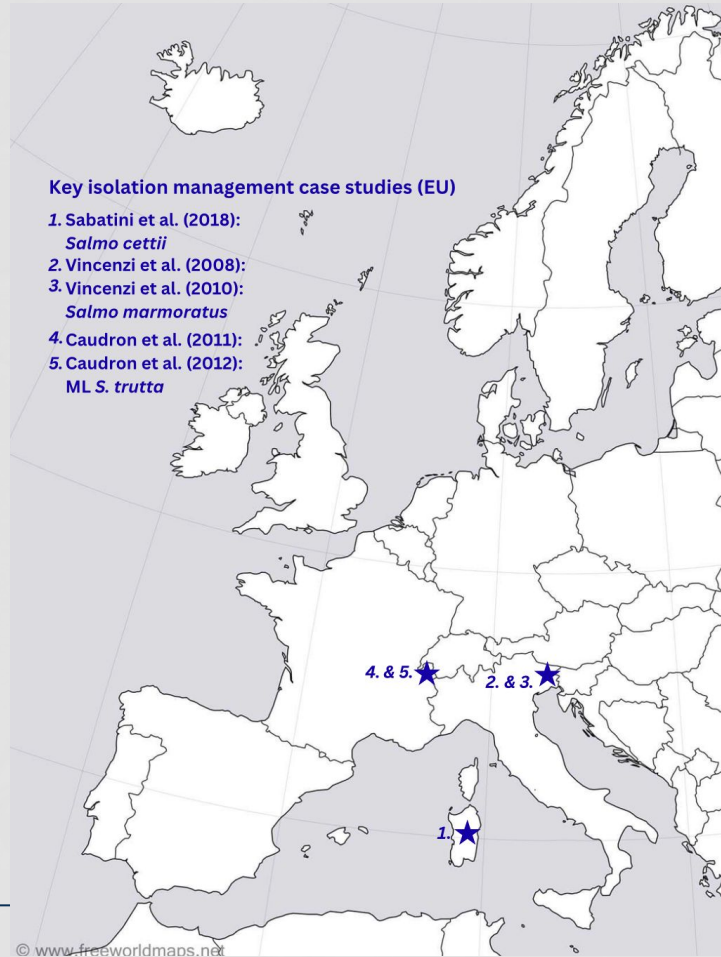 Key isolation management case studies (EU)
1. Sabatini et al. (2018):
Salmo cettii
2. Vincenzi et al. (2008):
3. Vincenzi et al. (2010):
Salmo marmoratus
4. Caudron et al. (2011):
5. Caudron et al. (2012):
ML S. trutta
4. & 5.
2. & 3.
1.
© www.freeworldmaps.net